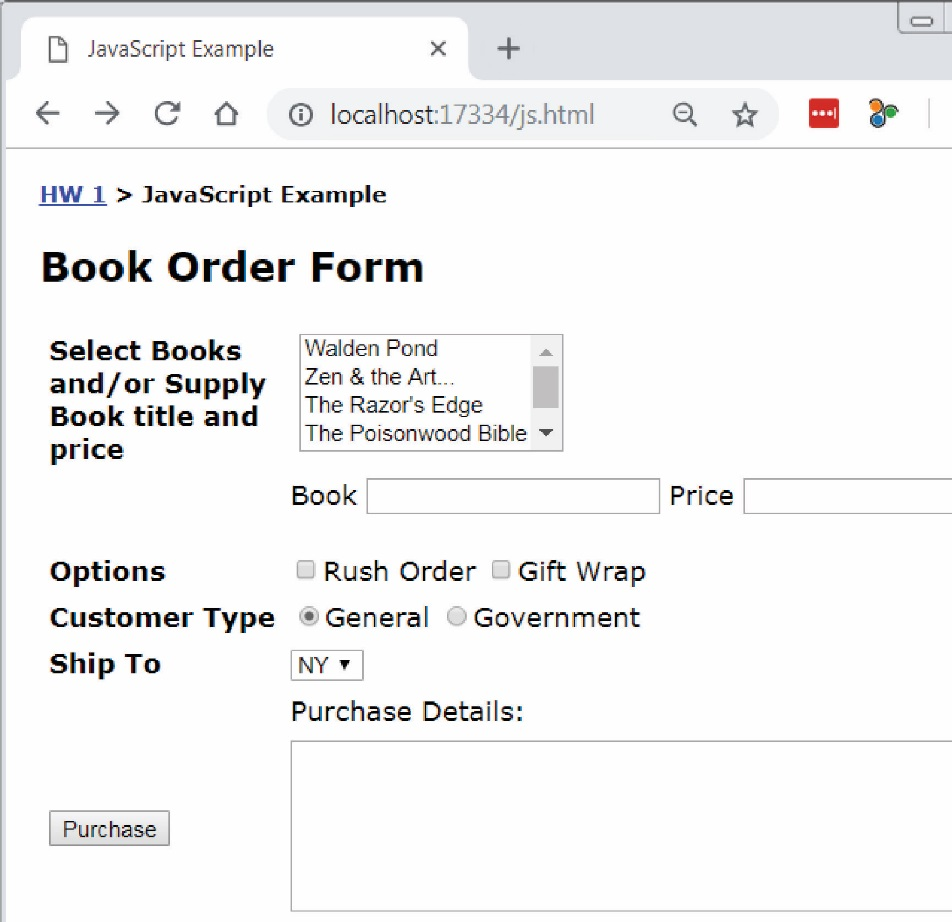 JavaScript Example
localhost:17334/js.html
HW 1 > JavaScript Example
Book Order Form
Select Books
and/or Supply
Book title and
price
Walden Pond
Zen & the Art...
The Razor's Edge
The Poisonwood Bible
Book
Price
Options
Rush Order
Gift Wrap
Customer Type
General
Government
Ship To
NY
Purchase Details:
Purchase